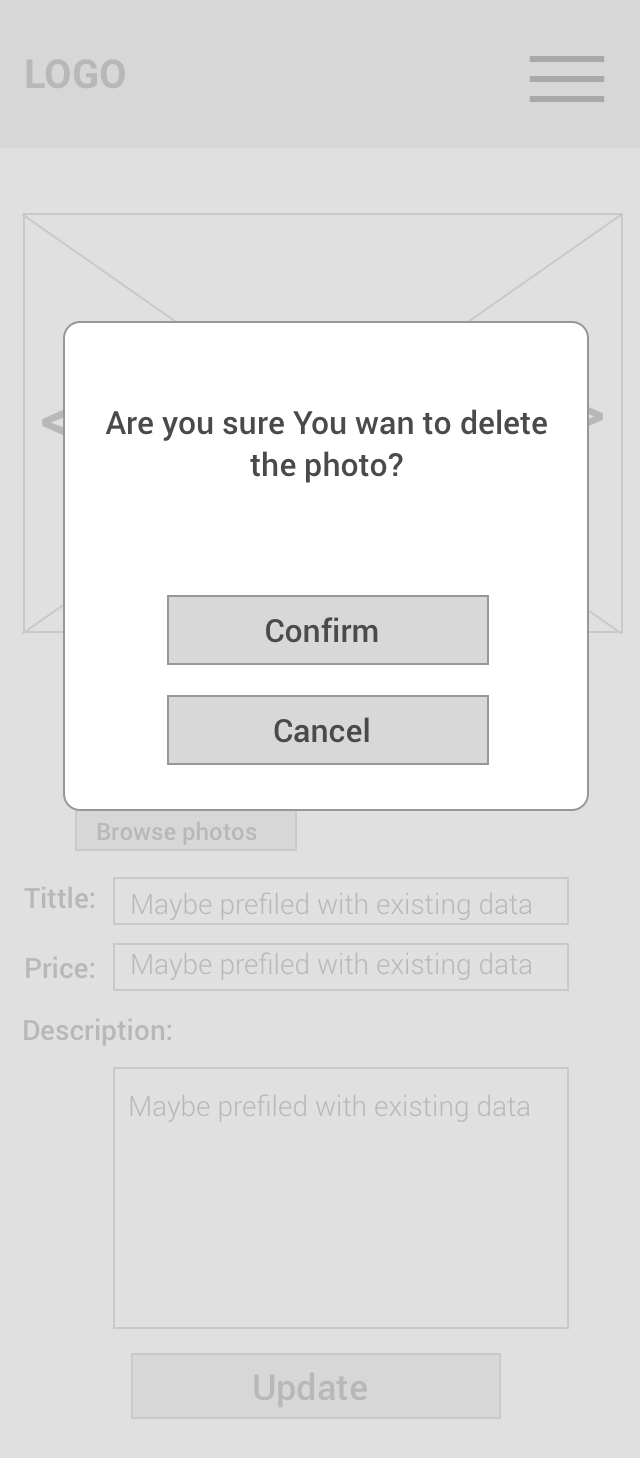 LOGO
<
>
Are you sure You wan to delete
the photo?
Confirm
Cancel
Browse photos
Tittle:
Maybe prefiled with existing data
Price:
Maybe prefiled with existing data
Description:
Maybe prefiled with existing data
Update